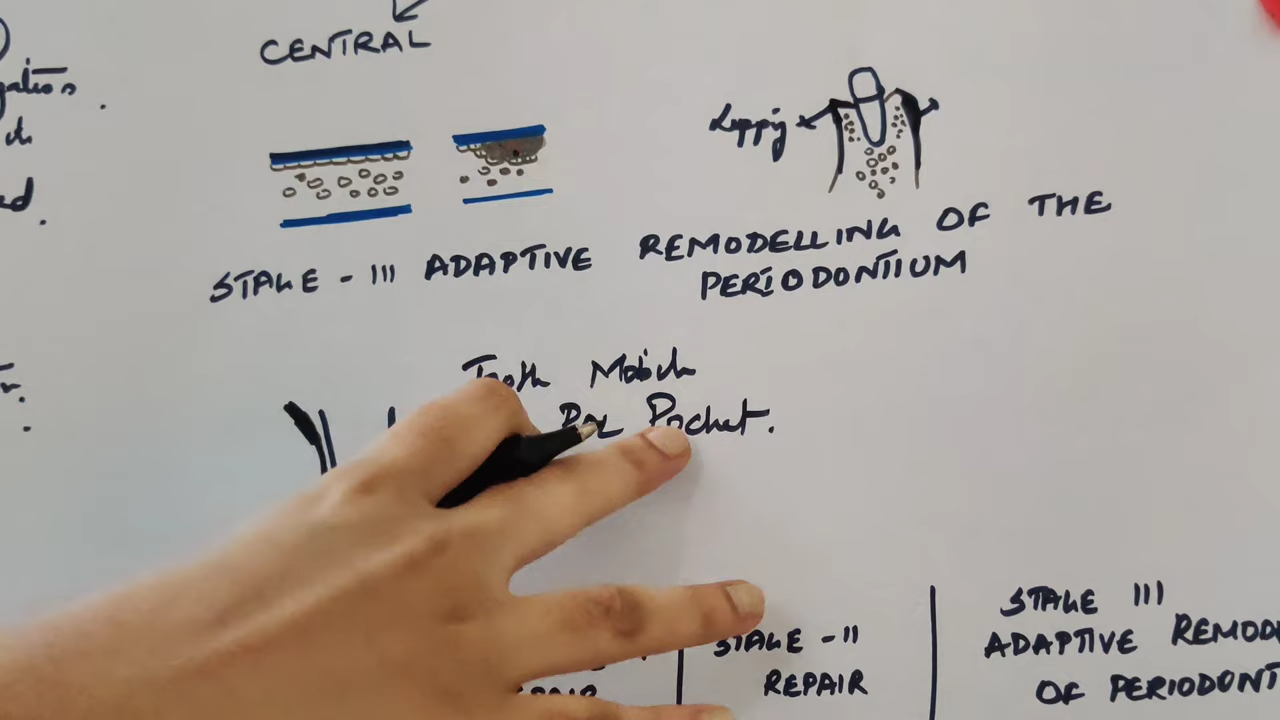 CENTRAL
Lipping
STAGE - III ADAPTIVE REMODELLING OF THE
PERIODONTIUM
Tooth Mobile
Pocket.
STAGE - II
REPAIR
STAGE III
ADAPTIVE REMOD
OF PERIODONT